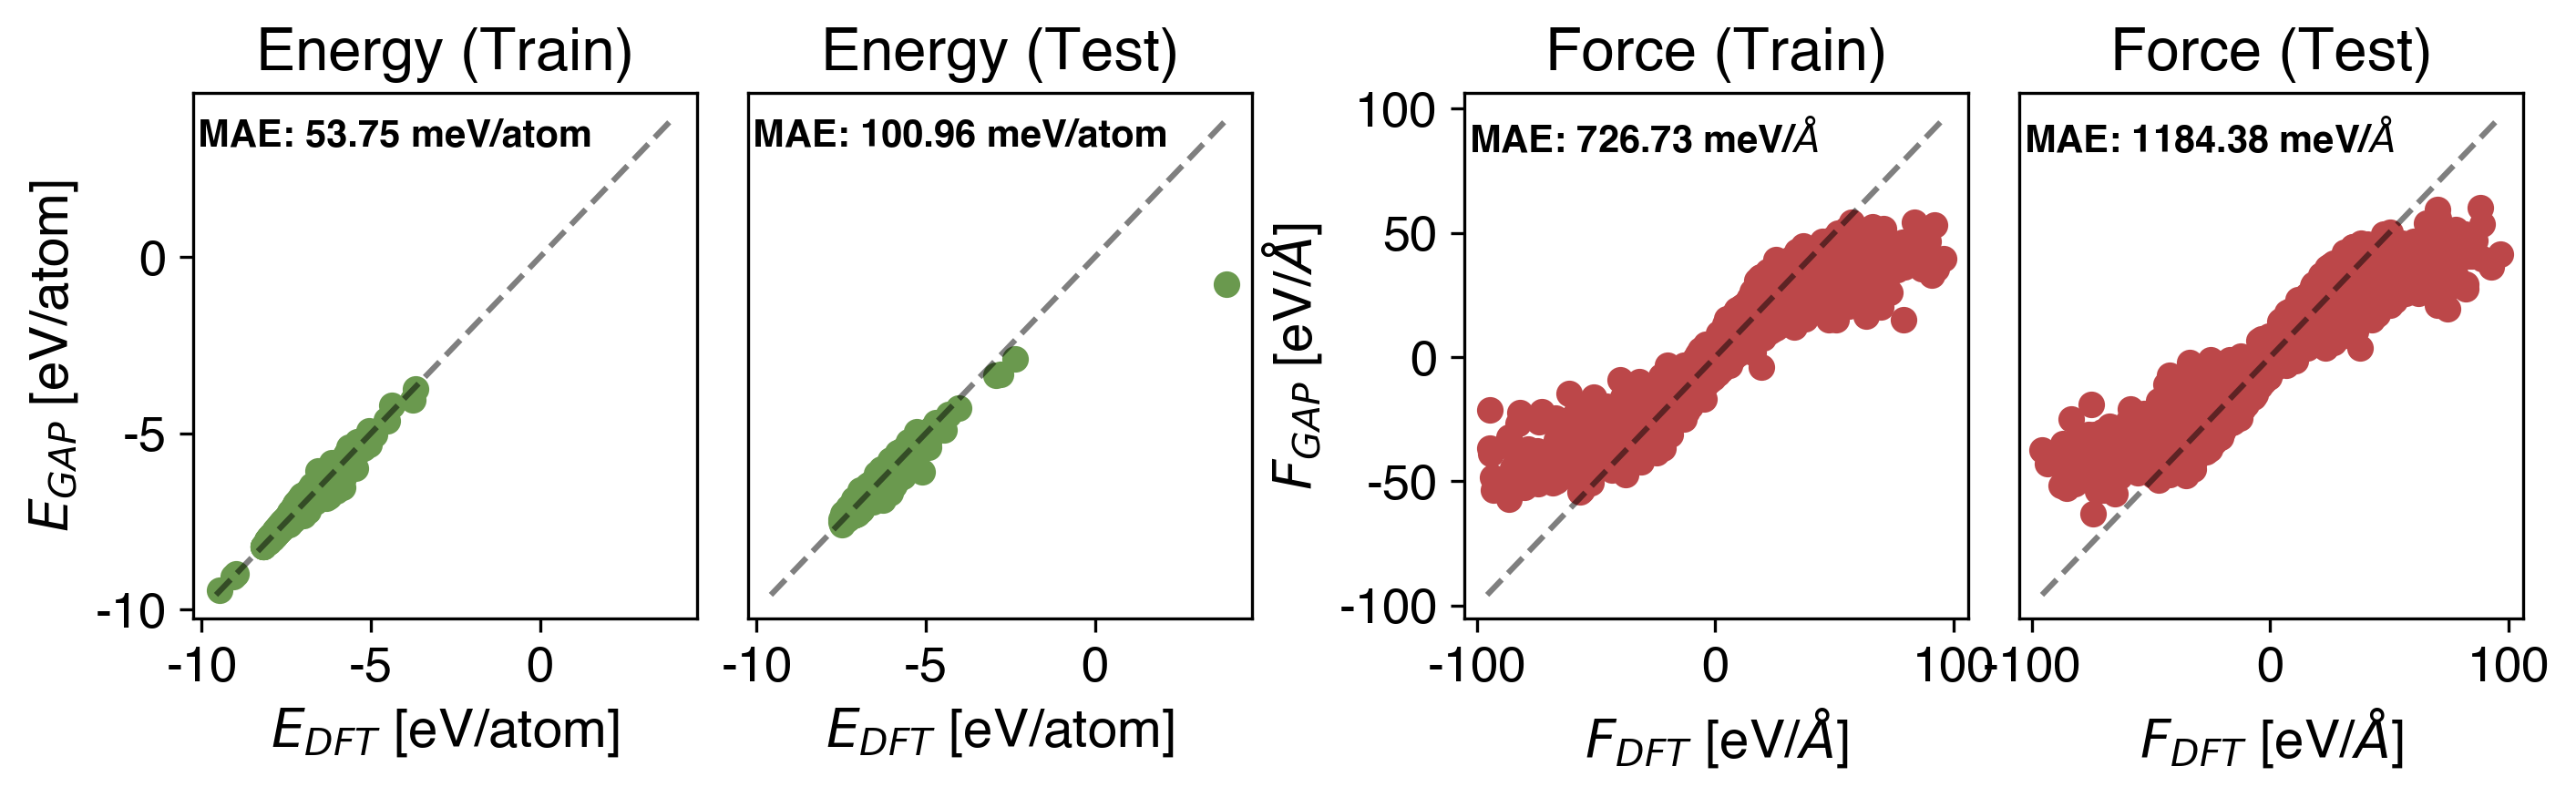 Energy (Train)
MAE: 53.75 meV/atom
E_GAP [eV/atom]
0
-5
-10
-10 -5 0
E_DFT [eV/atom]
Energy (Test)
MAE: 100.96 meV/atom
-10 -5 0
E_DFT [eV/atom]
Force (Train)
MAE: 726.73 meV/Å
F_GAP [eV/Å]
100
50
0
-50
-100
-100 0 100
F_DFT [eV/Å]
Force (Test)
MAE: 1184.38 meV/Å
-100 0 100
F_DFT [eV/Å]